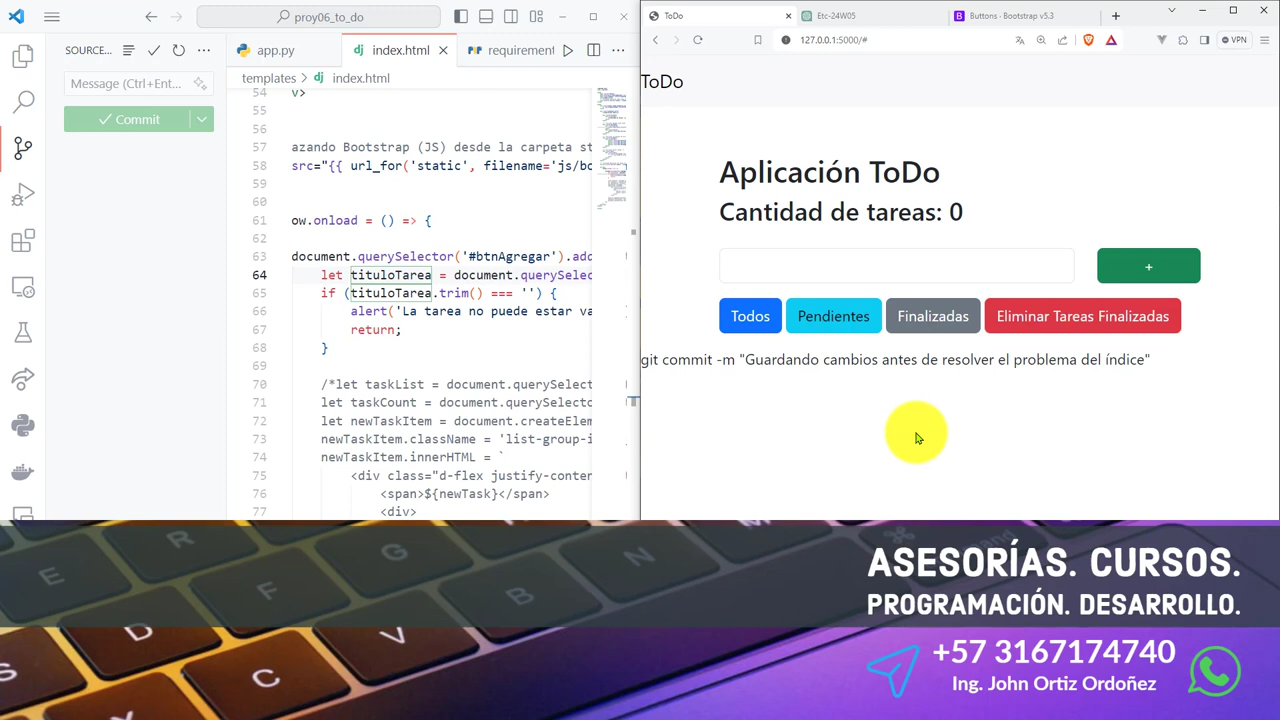 proy06_to_do
SOURCE...
Message (Ctrl+Ent...
Commit
app.py
index.html
requirement
templates > index.html
54 v>
55
56
57 azando Bootstrap (JS) desde la carpeta st
58 src="{{ url_for('static', filename='js/bo
59
60
61 ow.onload = () => {
62
63 document.querySelector('#btnAgregar').add
64 let tituloTarea = document.querySelec
65 if (tituloTarea.trim() === '') {
66 alert('La tarea no puede estar va
67 return;
68 }
69
70 /*let taskList = document.querySelect
71 let taskCount = document.querySelecto
72 newTaskItem = document.createElem
73 newTaskItem.className = 'list-group-i
74 newTaskItem.innerHTML = `
75 <div class="d-flex justify-conten
76 <span>${newTask}</span>
77 <div>
ToDo
Etc-24W05
Buttons · Bootstrap v5.3
127.0.0.1:5000/#
VPN
ToDo
Aplicación ToDo
Cantidad de tareas: 0
+
Todos
Pendientes
Finalizadas
Eliminar Tareas Finalizadas
git commit -m "Guardando cambios antes de resolver el problema del índice"
ASESORÍAS. CURSOS.
PROGRAMACIÓN. DESARROLLO.
+57 3167174740
Ing. John Ortiz Ordoñez